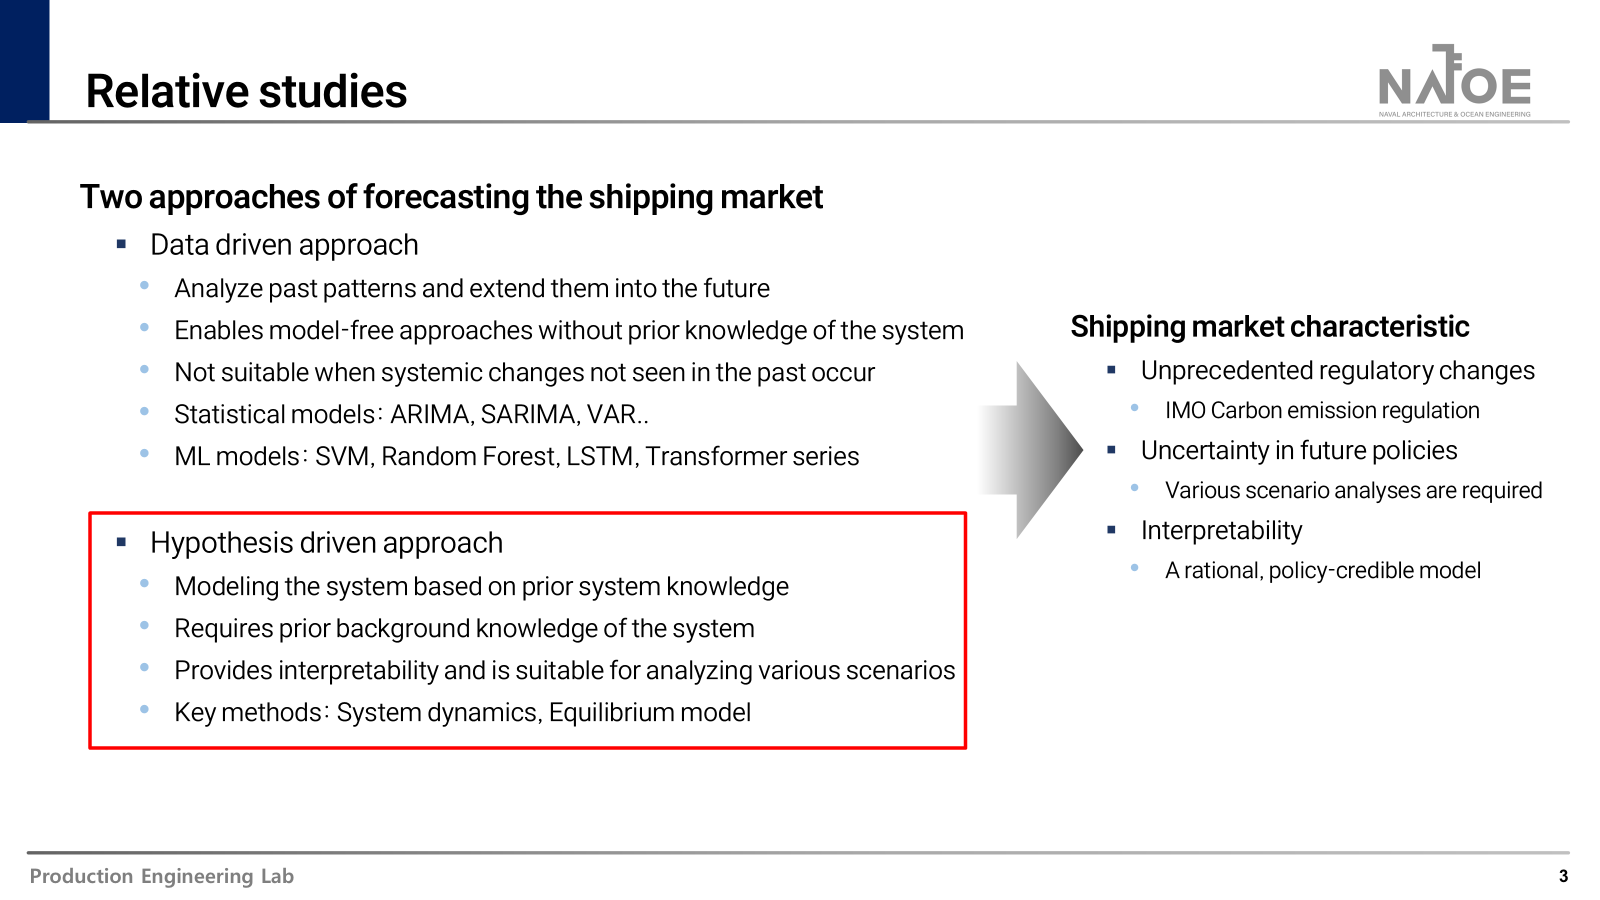 Relative studies
NATOE
NAVAL ARCHITECTURE & OCEAN ENGINEERING
Two approaches of forecasting the shipping market
Data driven approach
Analyze past patterns and extend them into the future
Enables model-free approaches without prior knowledge of the system
Not suitable when systemic changes not seen in the past occur
Statistical models: ARIMA, SARIMA, VAR..
ML models: SVM, Random Forest, LSTM, Transformer series
Hypothesis driven approach
Modeling the system based on prior system knowledge
Requires prior background knowledge of the system
Provides interpretability and is suitable for analyzing various scenarios
Key methods: System dynamics, Equilibrium model
Shipping market characteristic
Unprecedented regulatory changes
IMO Carbon emission regulation
Uncertainty in future policies
Various scenario analyses are required
Interpretability
A rational, policy-credible model
Production Engineering Lab
3